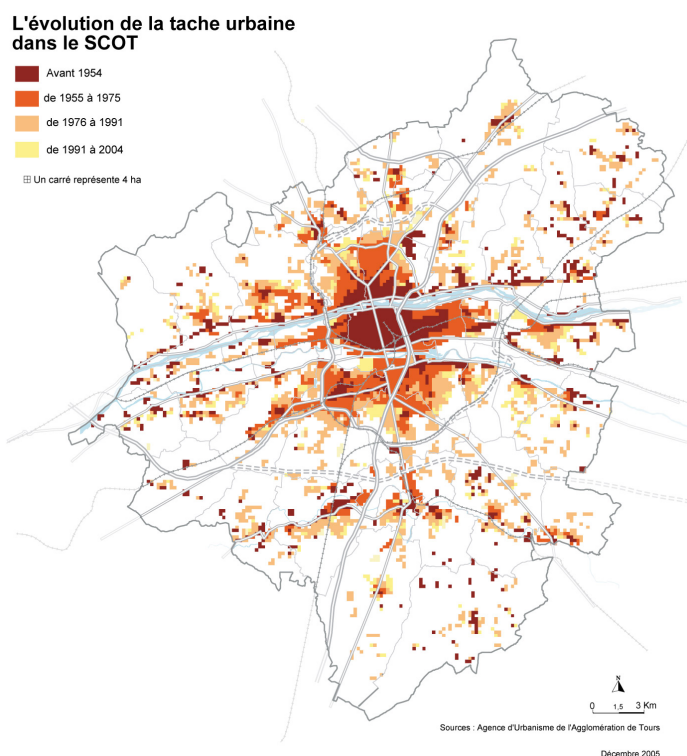 L'évolution de la tache urbaine
dans le SCOT
Avant 1954
de 1955 à 1975
de 1976 à 1991
de 1991 à 2004
Un carré représente 4 ha
N
0 1,5 3 Km
Sources : Agence d'Urbanisme de l'Agglomération de Tours
Décembre 2005